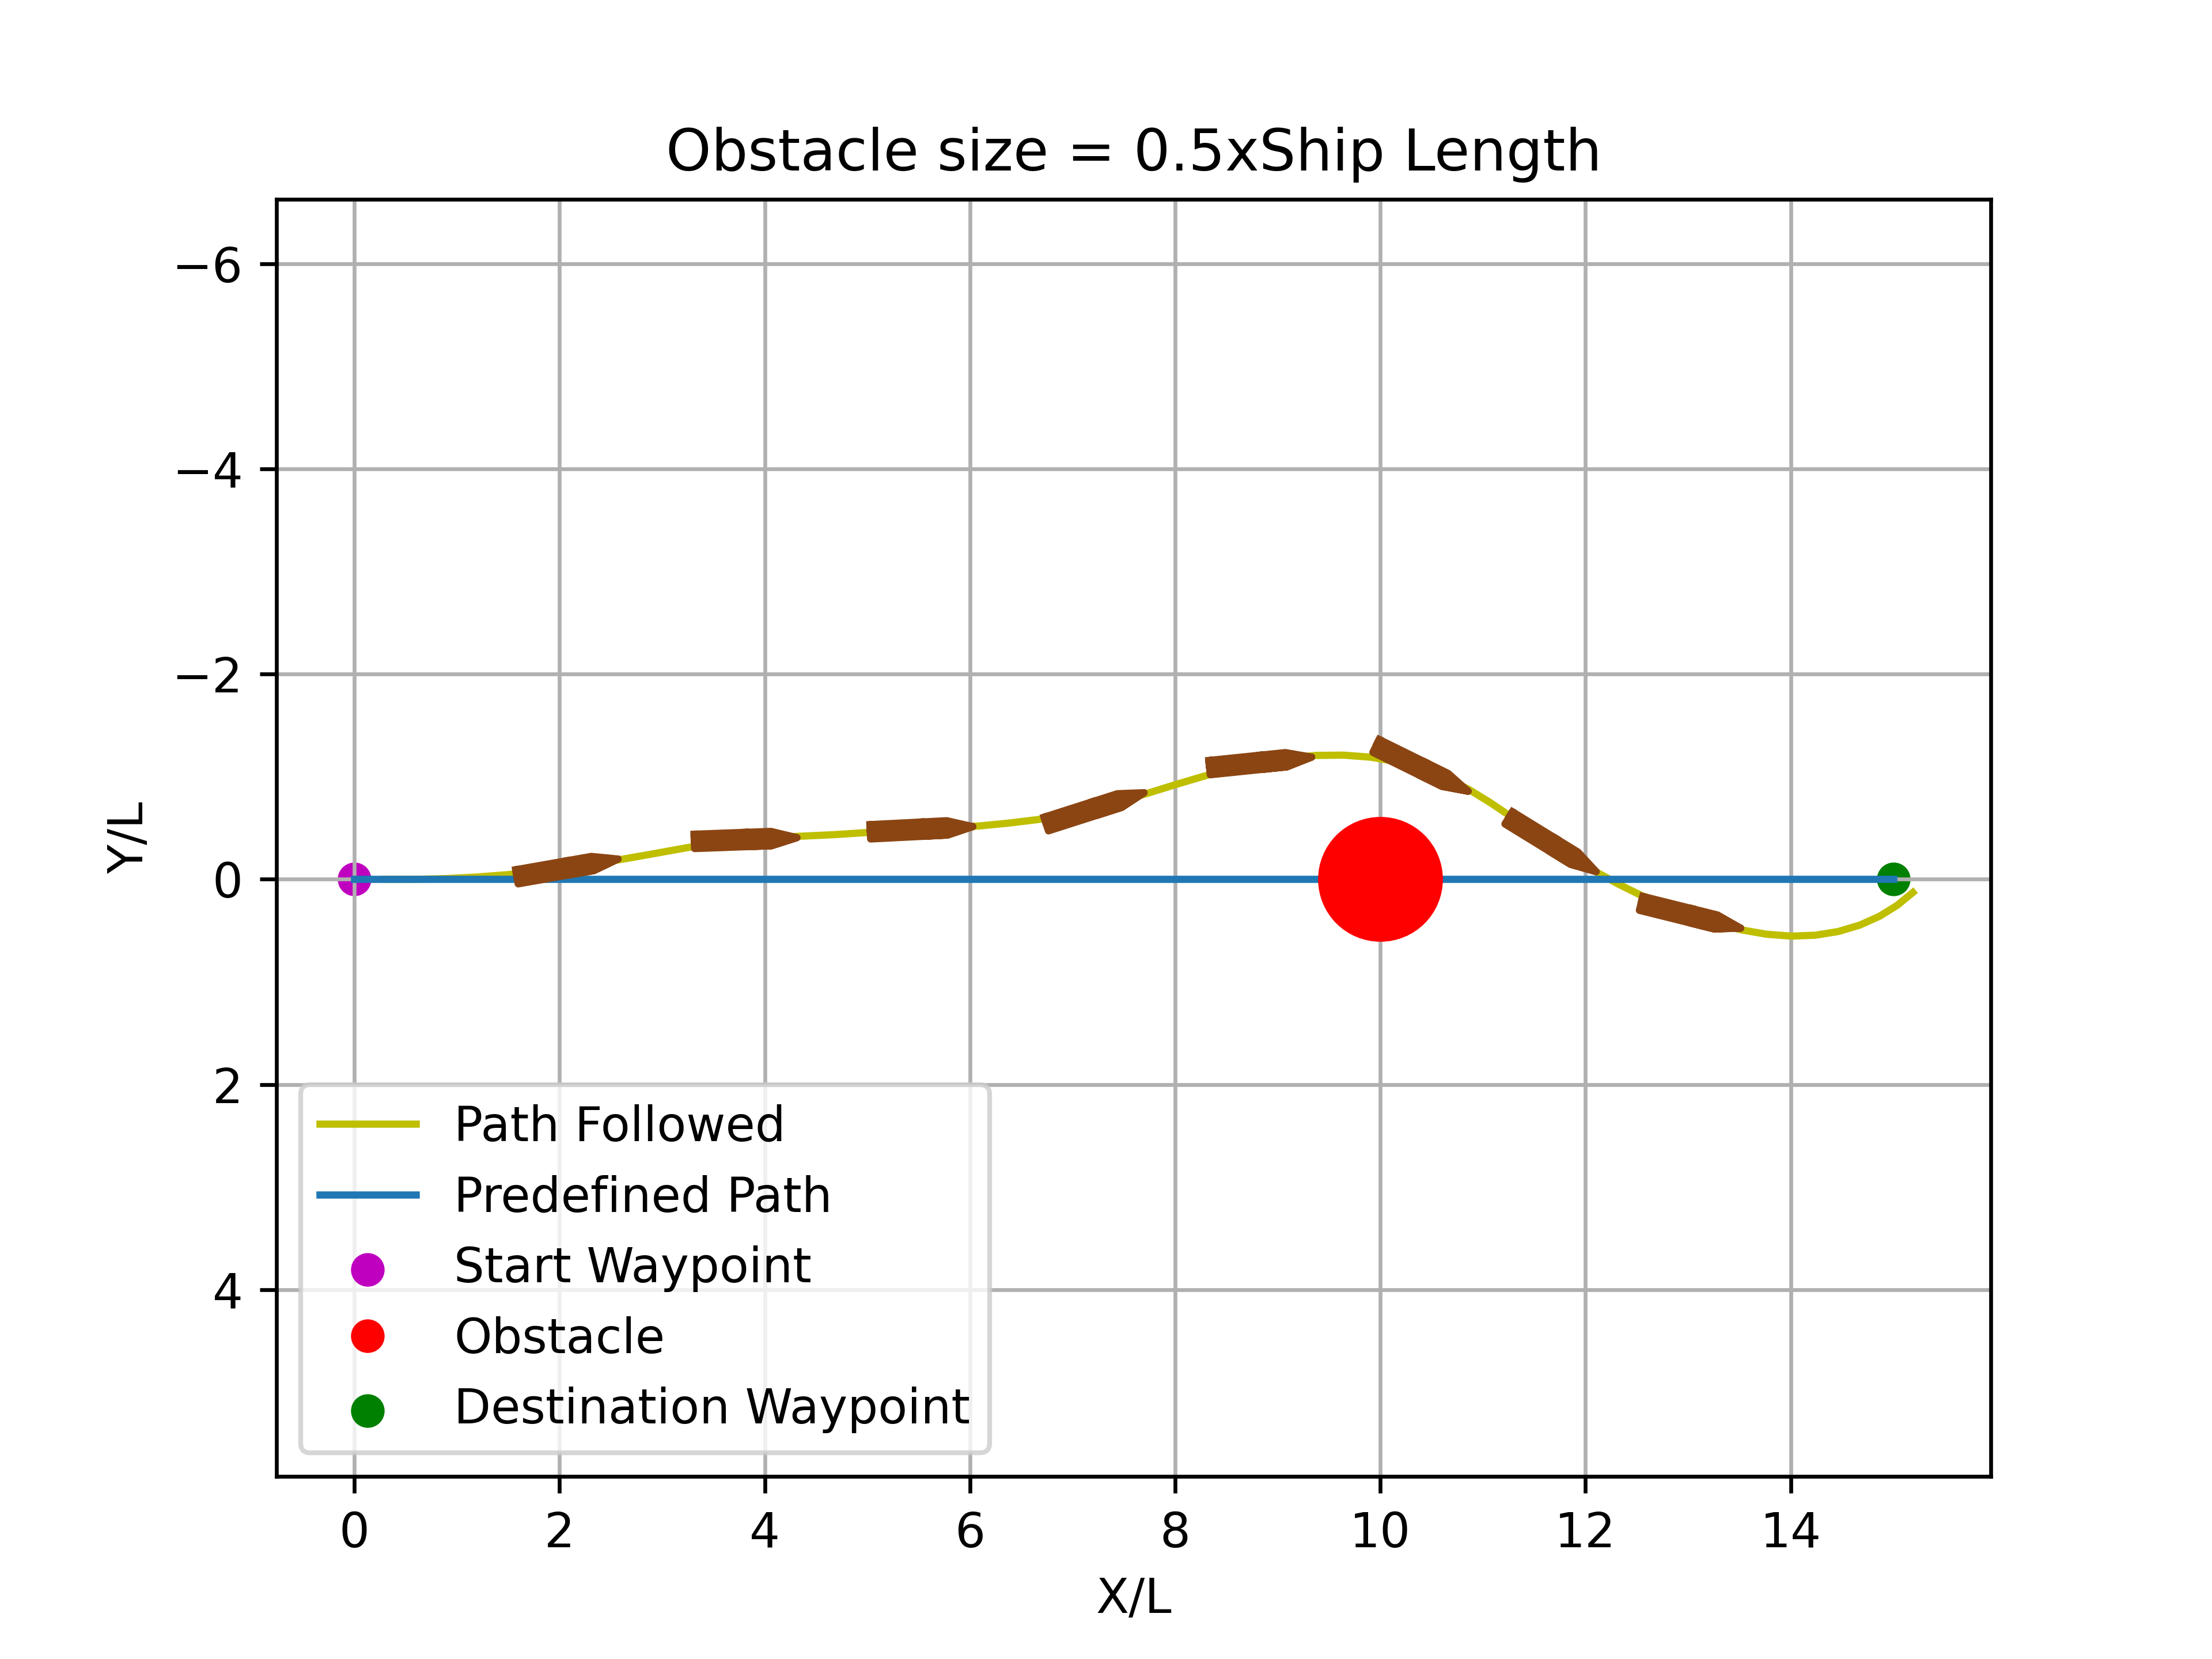 Obstacle size = 0.5xShip Length
−6
−4
−2
0
2
4
Y/L
Path Followed
Predefined Path
Start Waypoint
Obstacle
Destination Waypoint
0 2 4 6 8 10 12 14
X/L